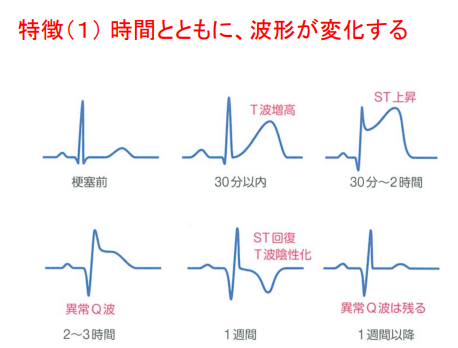 特徴(1) 時間とともに、波形が変化する
T波増高
ST上昇
梗塞前
30分以内
30分〜2時間
ST回復
T波陰性化
異常Q波
異常Q波は残る
2〜3時間
1週間
1週間以降